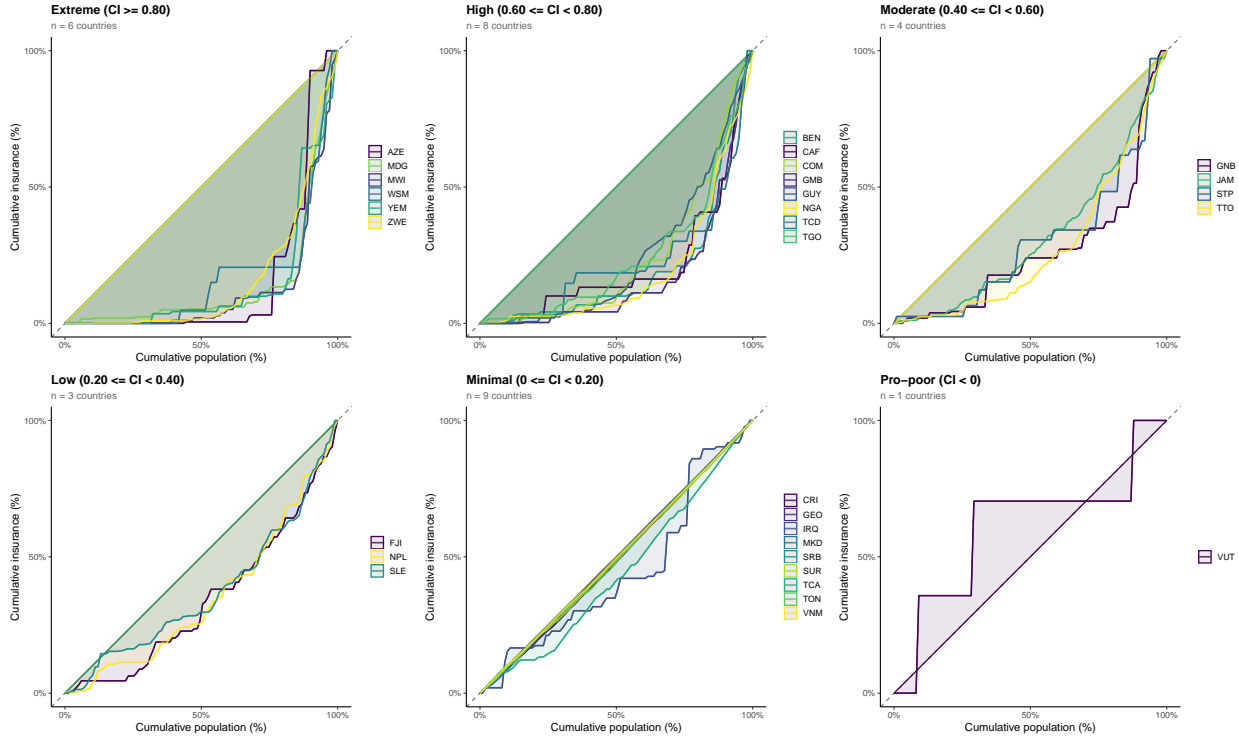 Extreme (CI >= 0.80)
n = 6 countries
100%
50%
0%
0%
50%
100%
Cumulative population (%)
Cumulative insurance (%)
AZE
MDG
MWI
WSM
YEM
ZWE
High (0.60 <= CI < 0.80)
n = 8 countries
100%
50%
0%
0%
50%
100%
Cumulative population (%)
Cumulative insurance (%)
BEN
CAF
COM
GMB
GUY
NGA
TCD
TGO
Moderate (0.40 <= CI < 0.60)
n = 4 countries
100%
50%
0%
0%
50%
100%
Cumulative population (%)
Cumulative insurance (%)
GNB
JAM
STP
TTO
Low (0.20 <= CI < 0.40)
n = 3 countries
100%
50%
0%
0%
50%
100%
Cumulative population (%)
Cumulative insurance (%)
FJI
NPL
SLE
Minimal (0 <= CI < 0.20)
n = 9 countries
100%
50%
0%
0%
50%
100%
Cumulative population (%)
Cumulative insurance (%)
CRI
GEO
IRQ
MKD
SRB
SUR
TCA
TON
VNM
Pro−poor (CI < 0)
n = 1 countries
100%
50%
0%
0%
50%
100%
Cumulative population (%)
Cumulative insurance (%)
VUT